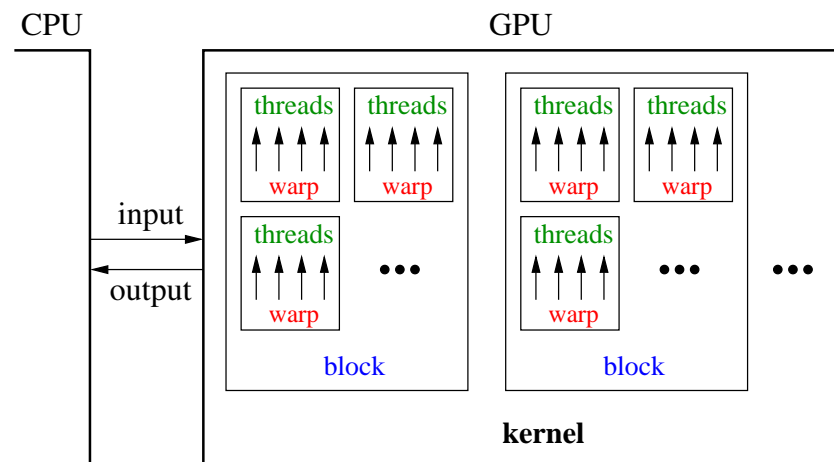 CPU
GPU
threads
threads
warp
warp
threads
warp
block
threads
threads
warp
warp
threads
warp
block
input
output
kernel